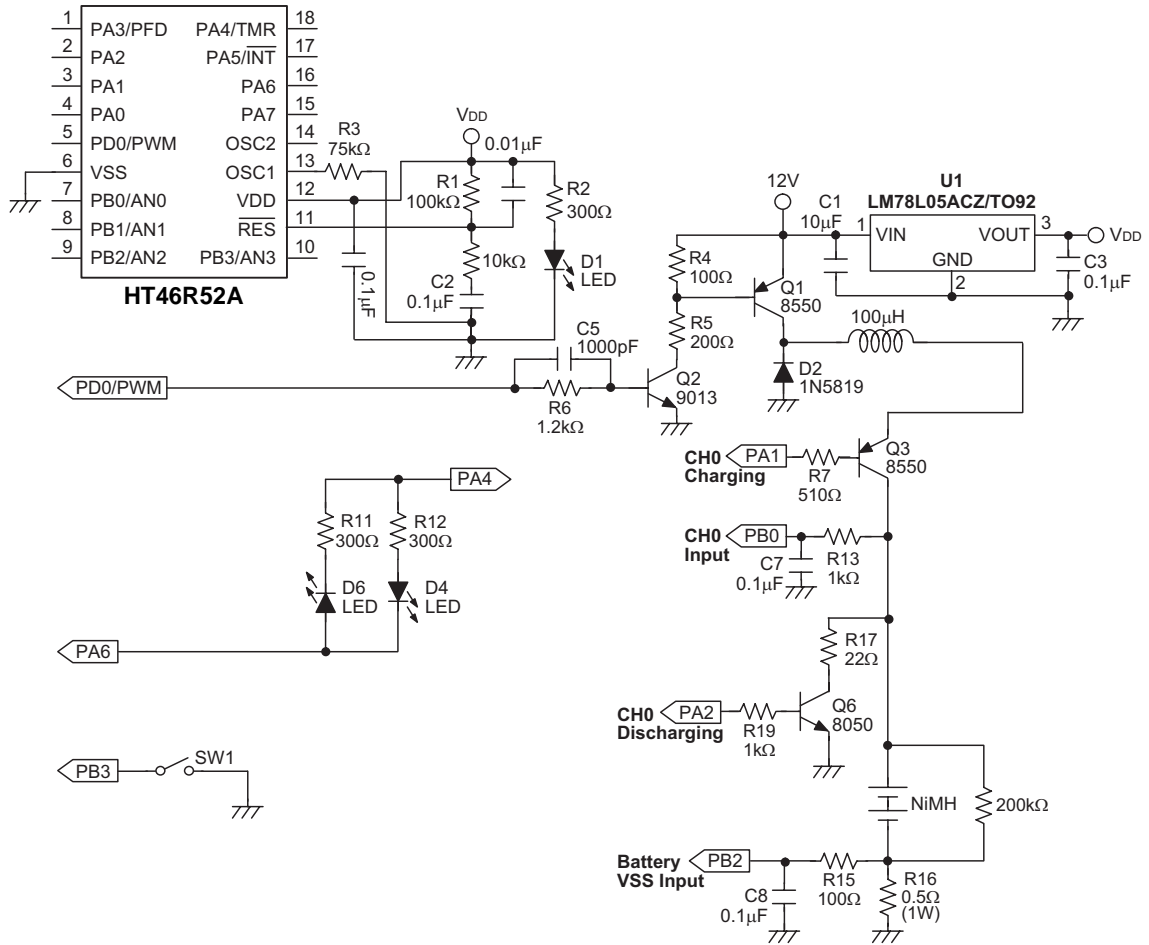 1 PA3/PFD PA4/TMR 18
2 PA2 PA5/INT 17
3 PA1 PA6 16
4 PA0 PA7 15
5 PD0/PWM OSC2 14
6 VSS OSC1 13
7 PB0/AN0 VDD 12
8 PB1/AN1 RES 11
9 PB2/AN2 PB3/AN3 10
HT46R52A
R3
75kΩ
VDD
0.01µF
R1
100kΩ
R2
300Ω
10kΩ
C2
0.1µF
0.1µF
D1
LED
12V
C1
10µF
U1
LM78L05ACZ/TO92
1 VIN VOUT 3
GND
2
VDD
C3
0.1µF
R4
100Ω
Q1
8550
R5
200Ω
100µH
D2
1N5819
C5
1000pF
PD0/PWM
R6
1.2kΩ
Q2
9013
CH0
Charging
PA1
R7
510Ω
Q3
8550
PA4
R11
300Ω
R12
300Ω
D6
LED
D4
LED
PA6
CH0
Input
PB0
C7
0.1µF
R13
1kΩ
R17
22Ω
CH0
Discharging
PA2
R19
1kΩ
Q6
8050
PB3
SW1
NiMH
200kΩ
Battery
VSS Input
PB2
C8
0.1µF
R15
100Ω
R16
0.5Ω
(1W)